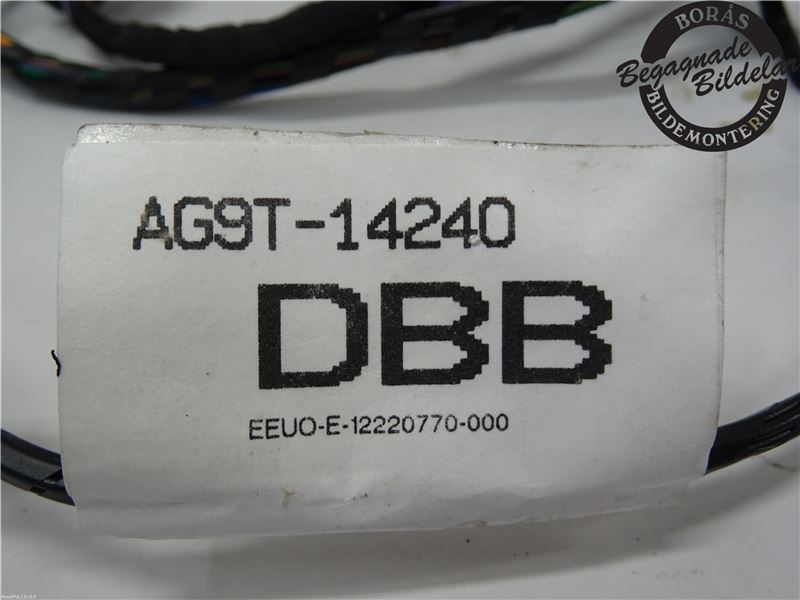 BORÅS
Begagnade
Bildelar
BILDEMONTERING
AG9T-14240
DBB
EEUO-E-12220770-000